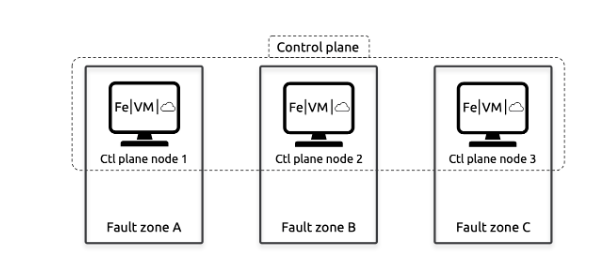 Control plane
Fe|VM|
Fe|VM|
Fe|VM|
Ctl plane node 1
Ctl plane node 2
Ctl plane node 3
Fault zone A
Fault zone B
Fault zone C